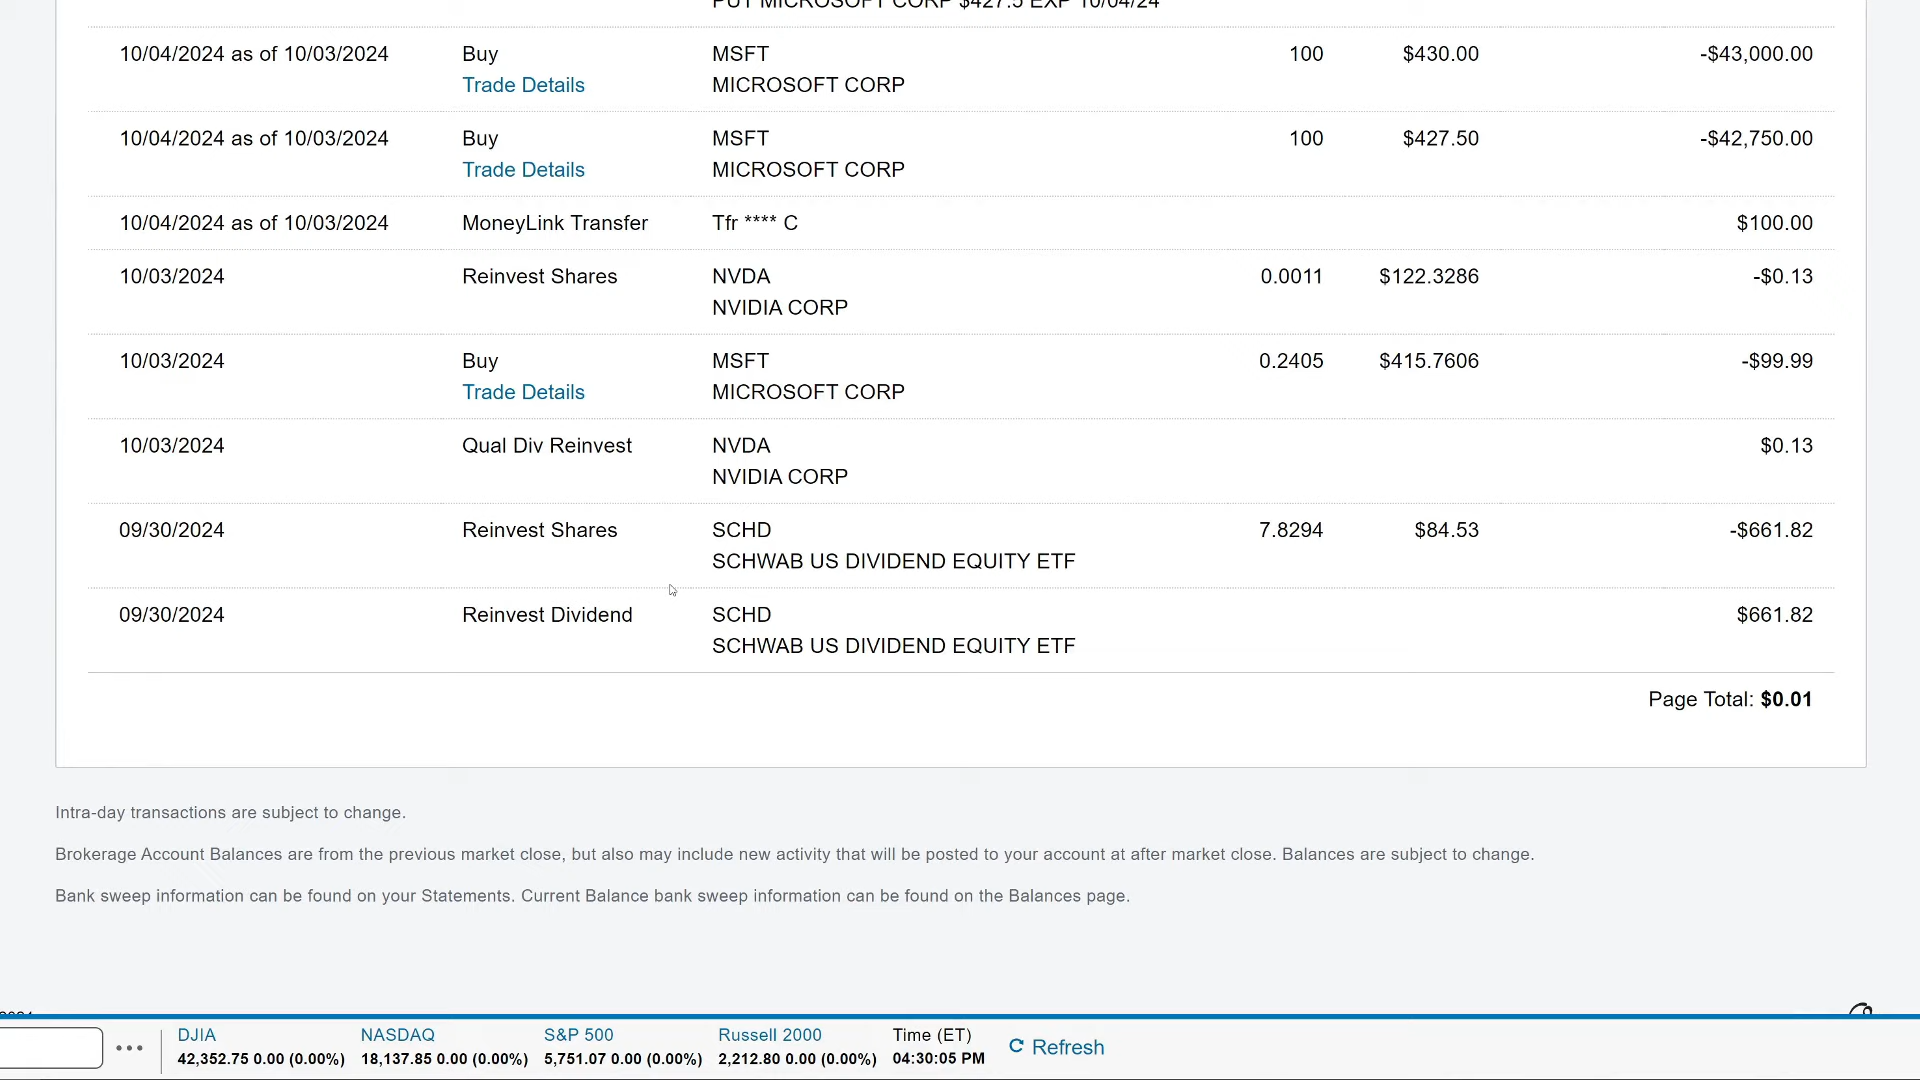 PUT MICROSOFT CORP $427.5 EXP 10/04/24
10/04/2024 as of 10/03/2024 Buy MSFT 100 $430.00 -$43,000.00
Trade Details MICROSOFT CORP
10/04/2024 as of 10/03/2024 Buy MSFT 100 $427.50 -$42,750.00
Trade Details MICROSOFT CORP
10/04/2024 as of 10/03/2024 MoneyLink Transfer Tfr **** C $100.00
10/03/2024 Reinvest Shares NVDA 0.0011 $122.3286 -$0.13
NVIDIA CORP
10/03/2024 Buy MSFT 0.2405 $415.7606 -$99.99
Trade Details MICROSOFT CORP
10/03/2024 Qual Div Reinvest NVDA $0.13
NVIDIA CORP
09/30/2024 Reinvest Shares SCHD 7.8294 $84.53 -$661.82
SCHWAB US DIVIDEND EQUITY ETF
09/30/2024 Reinvest Dividend SCHD $661.82
SCHWAB US DIVIDEND EQUITY ETF
Page Total: $0.01
Intra-day transactions are subject to change.
Brokerage Account Balances are from the previous market close, but also may include new activity that will be posted to your account at after market close. Balances are subject to change.
Bank sweep information can be found on your Statements. Current Balance bank sweep information can be found on the Balances page.
DJIA NASDAQ S&P 500 Russell 2000 Time (ET) Refresh
42,352.75 0.00 (0.00%) 18,137.85 0.00 (0.00%) 5,751.07 0.00 (0.00%) 2,212.80 0.00 (0.00%) 04:30:05 PM